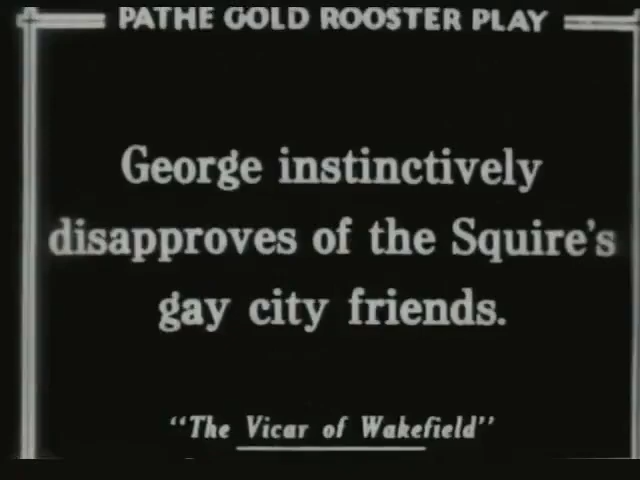 PATHE GOLD ROOSTER PLAY
George instinctively
disapproves of the Squire's
gay city friends.
"The Vicar of Wakefield"